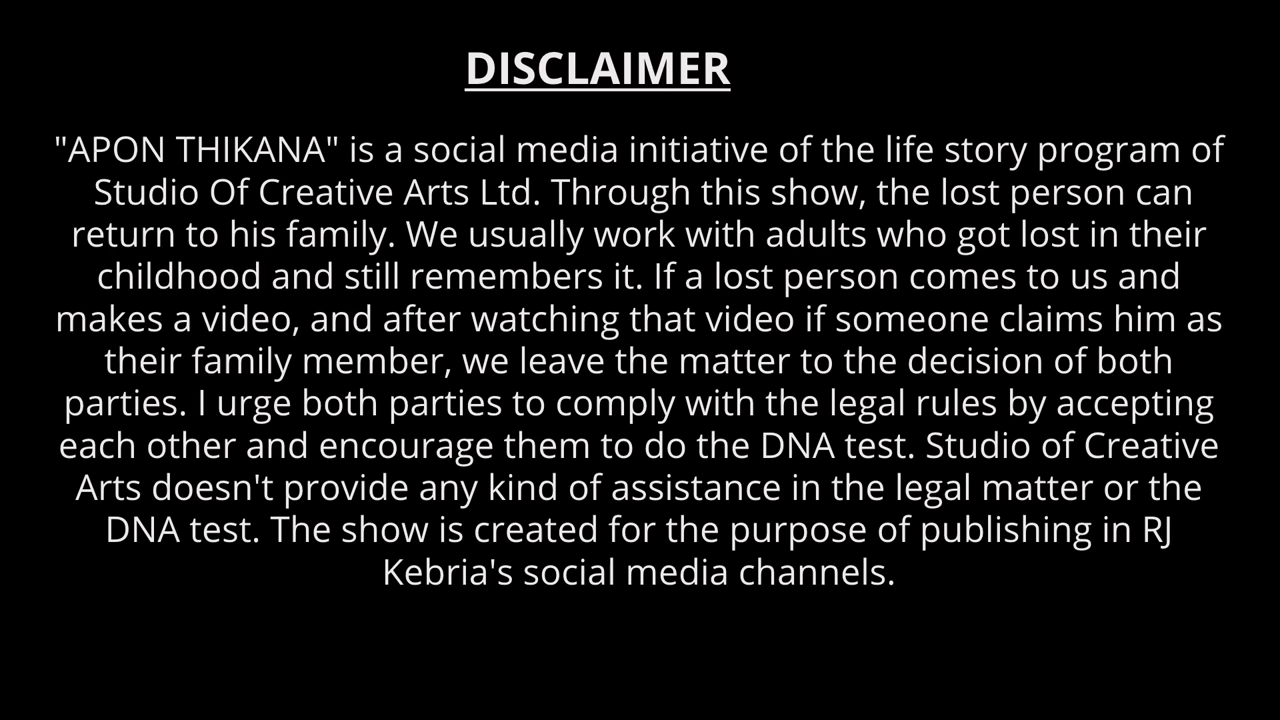 DISCLAIMER
"APON THIKANA" is a social media initiative of the life story program of
Studio Of Creative Arts Ltd. Through this show, the lost person can
return to his family. We usually work with adults who got lost in their
childhood and still remembers it. If a lost person comes to us and
makes a video, and after watching that video if someone claims him as
their family member, we leave the matter to the decision of both
parties. I urge both parties to comply with the legal rules by accepting
each other and encourage them to do the DNA test. Studio of Creative
Arts doesn't provide any kind of assistance in the legal matter or the
DNA test. The show is created for the purpose of publishing in RJ
Kebria's social media channels.